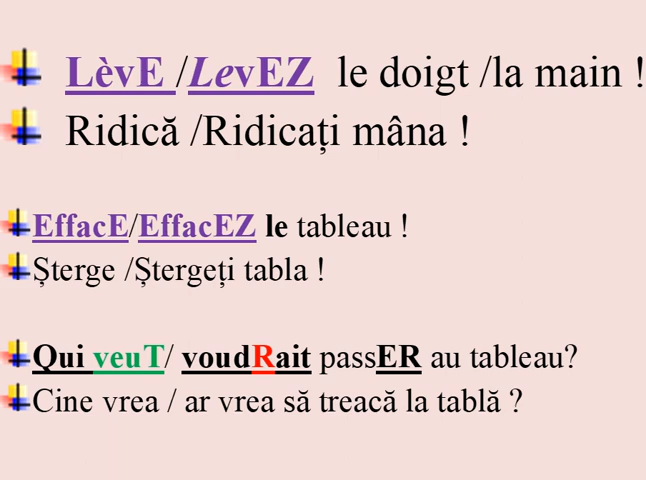 LèvE /LevEZ le doigt /la main !
Ridică /Ridicați mâna !
EffacE/EffacEZ le tableau !
Șterge /Ștergeți tabla !
Qui veuT/ voudRait passER au tableau?
Cine vrea / ar vrea să treacă la tablă ?